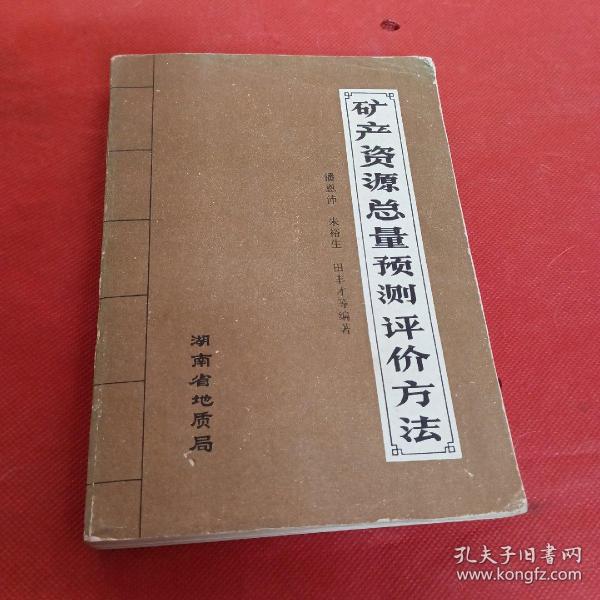 矿产资源总量预测评价方法
潘恩沛 朱裕生 田丰才等编著
湖南省地质局
孔夫子旧书网
www.kongfz.com